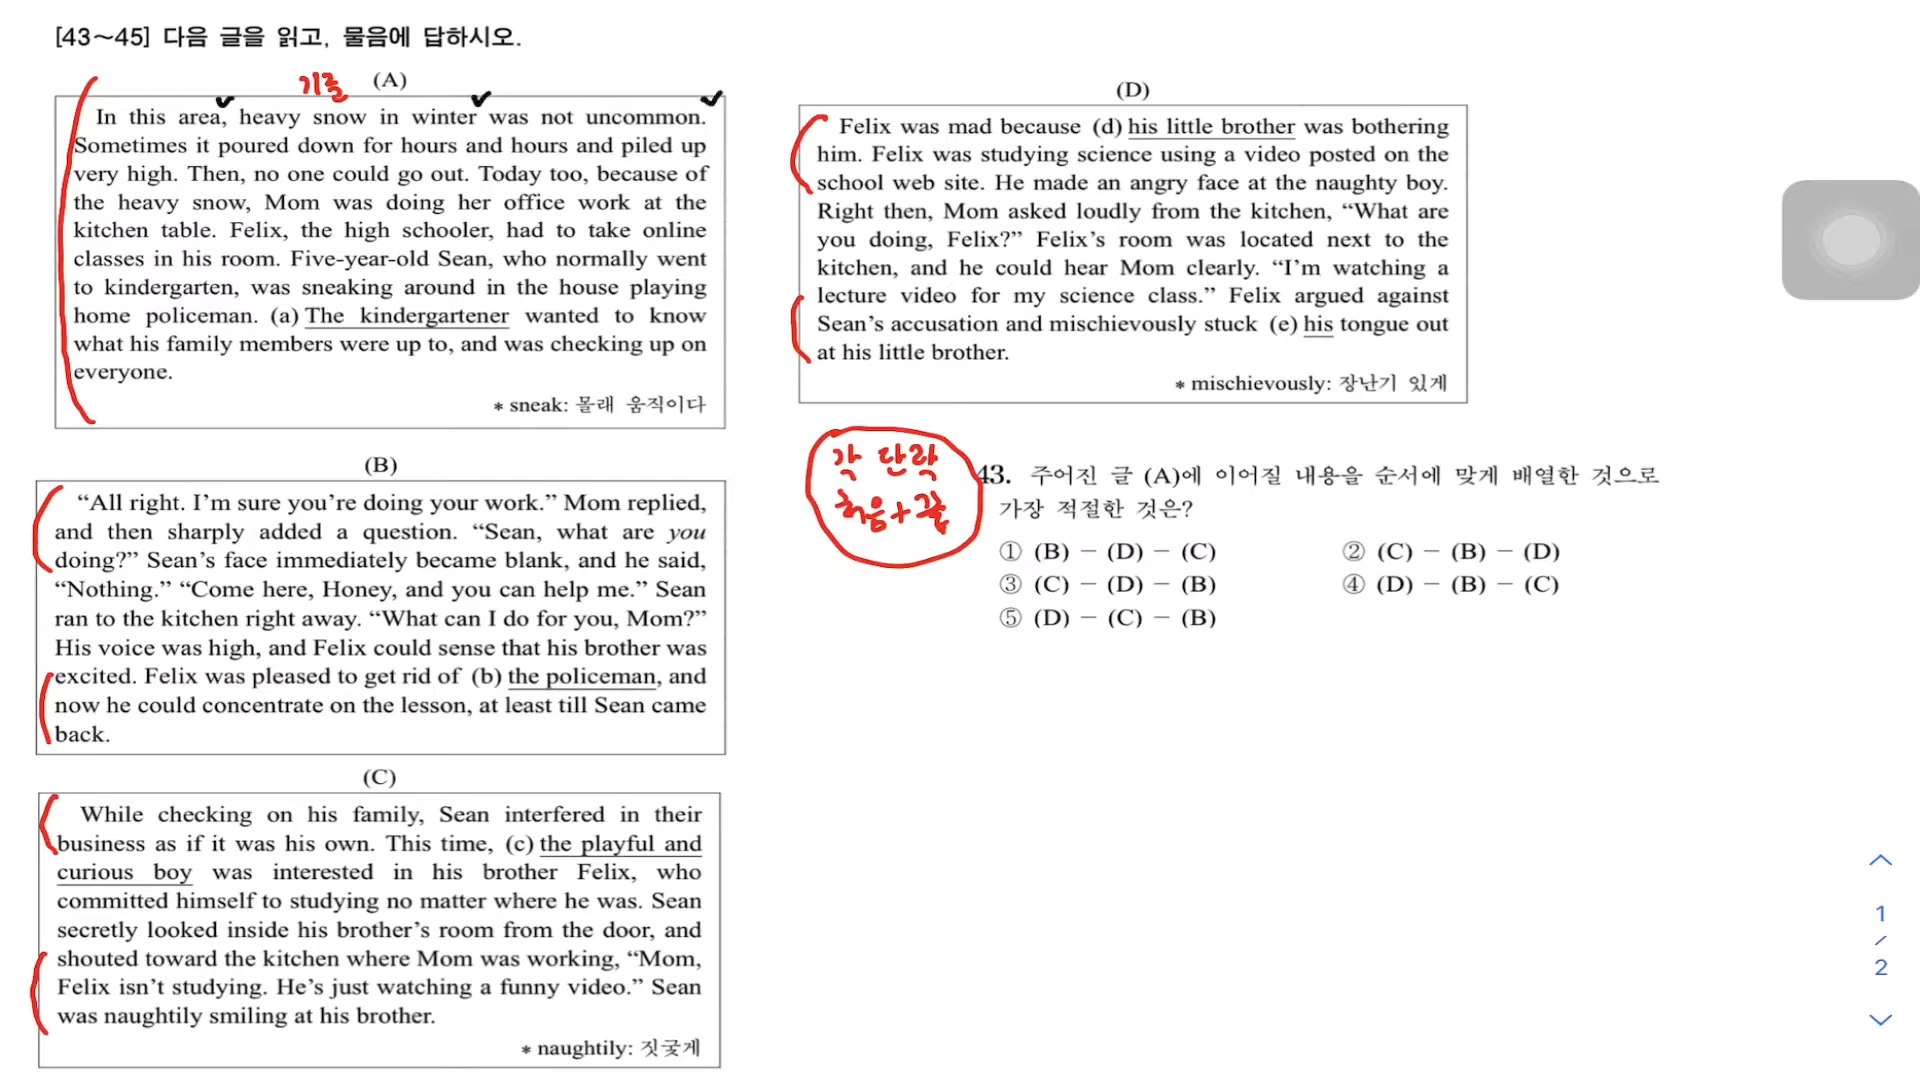 [43~45] 다음 글을 읽고, 물음에 답하시오.
기출
(A)
In this area, heavy snow in winter was not uncommon.
Sometimes it poured down for hours and hours and piled up
very high. Then, no one could go out. Today too, because of
the heavy snow, Mom was doing her office work at the
kitchen table. Felix, the high schooler, had to take online
classes in his room. Five-year-old Sean, who normally went
to kindergarten, was sneaking around in the house playing
home policeman. (a) The kindergartener wanted to know
what his family members were up to, and was checking up on
everyone.
* sneak: 몰래 움직이다
(B)
“All right. I’m sure you’re doing your work.” Mom replied,
and then sharply added a question. “Sean, what are you
doing?” Sean’s face immediately became blank, and he said,
“Nothing.” “Come here, Honey, and you can help me.” Sean
ran to the kitchen right away. “What can I do for you, Mom?”
His voice was high, and Felix could sense that his brother was
excited. Felix was pleased to get rid of (b) the policeman, and
now he could concentrate on the lesson, at least till Sean came
back.
(C)
While checking on his family, Sean interfered in their
business as if it was his own. This time, (c) the playful and
curious boy was interested in his brother Felix, who
committed himself to studying no matter where he was. Sean
secretly looked inside his brother’s room from the door, and
shouted toward the kitchen where Mom was working, “Mom,
Felix isn’t studying. He’s just watching a funny video.” Sean
was naughtily smiling at his brother.
* naughtily: 짓궂게
(D)
Felix was mad because (d) his little brother was bothering
him. Felix was studying science using a video posted on the
school web site. He made an angry face at the naughty boy.
Right then, Mom asked loudly from the kitchen, “What are
you doing, Felix?” Felix’s room was located next to the
kitchen, and he could hear Mom clearly. “I’m watching a
lecture video for my science class.” Felix argued against
Sean’s accusation and mischievously stuck (e) his tongue out
at his little brother.
* mischievously: 장난기 있게
각 단락
처음+끝
43. 주어진 글 (A)에 이어질 내용을 순서에 맞게 배열한 것으로
가장 적절한 것은?
① (B) － (D) － (C) ② (C) － (B) － (D)
③ (C) － (D) － (B) ④ (D) － (B) － (C)
⑤ (D) － (C) － (B)
1
/
2